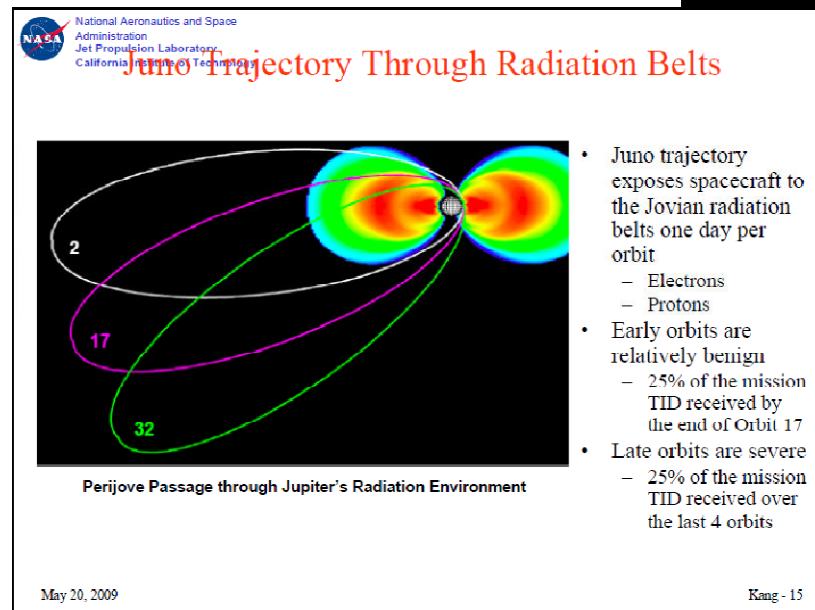 National Aeronautics and Space
Administration
Jet Propulsion Laboratory
California Institute of Technology
NASA
Juno Trajectory Through Radiation Belts
2
17
32
Perijove Passage through Jupiter's Radiation Environment
• Juno trajectory
exposes spacecraft to
the Jovian radiation
belts one day per
orbit
– Electrons
– Protons
• Early orbits are
relatively benign
– 25% of the mission
TID received by
the end of Orbit 17
• Late orbits are severe
– 25% of the mission
TID received over
the last 4 orbits
May 20, 2009
Kang - 15